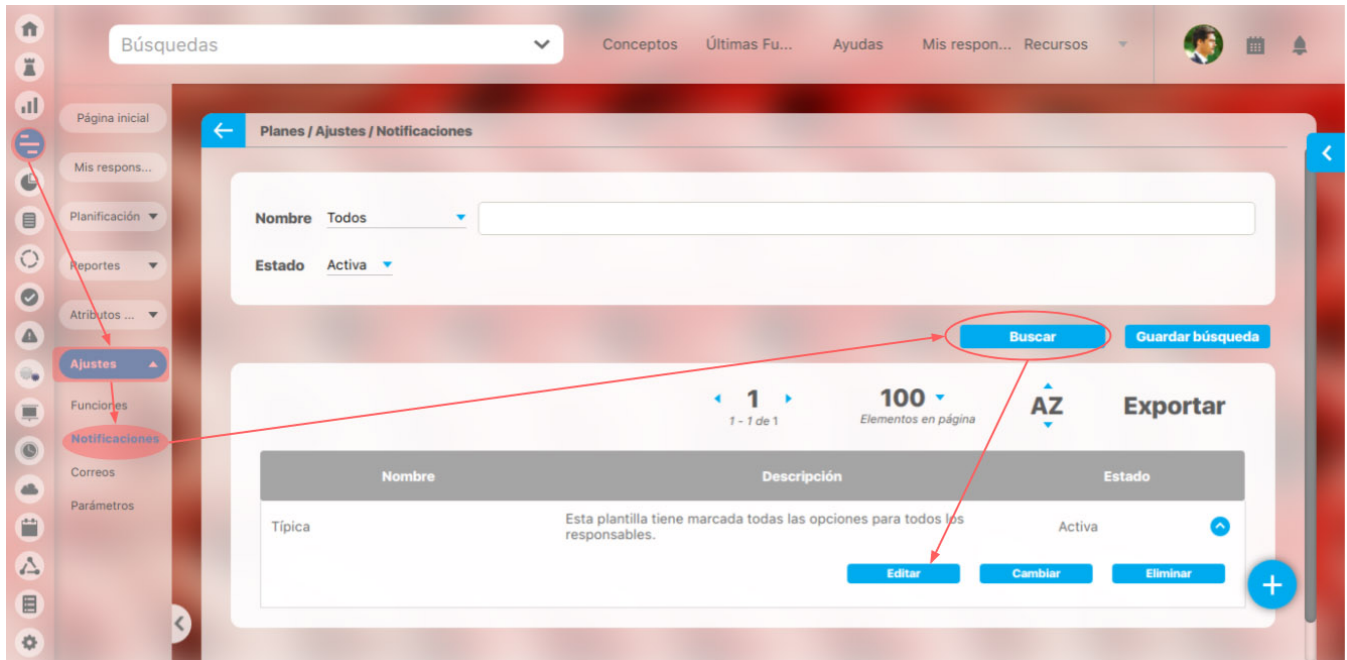 Búsquedas
Conceptos
Últimas Fu...
Ayudas
Mis respon...
Recursos
Página inicial
Mis respons...
Planificación
Reportes
Atributos ...
Ajustes
Funciones
Notificaciones
Correos
Parámetros
Planes / Ajustes / Notificaciones
Nombre Todos
Estado Activa
Buscar
Guardar búsqueda
1
1 - 1 de 1
100
Elementos en página
AZ
Exportar
Nombre Descripción Estado
Típica
Esta plantilla tiene marcada todas las opciones para todos los
responsables.
Activa
Editar
Cambiar
Eliminar